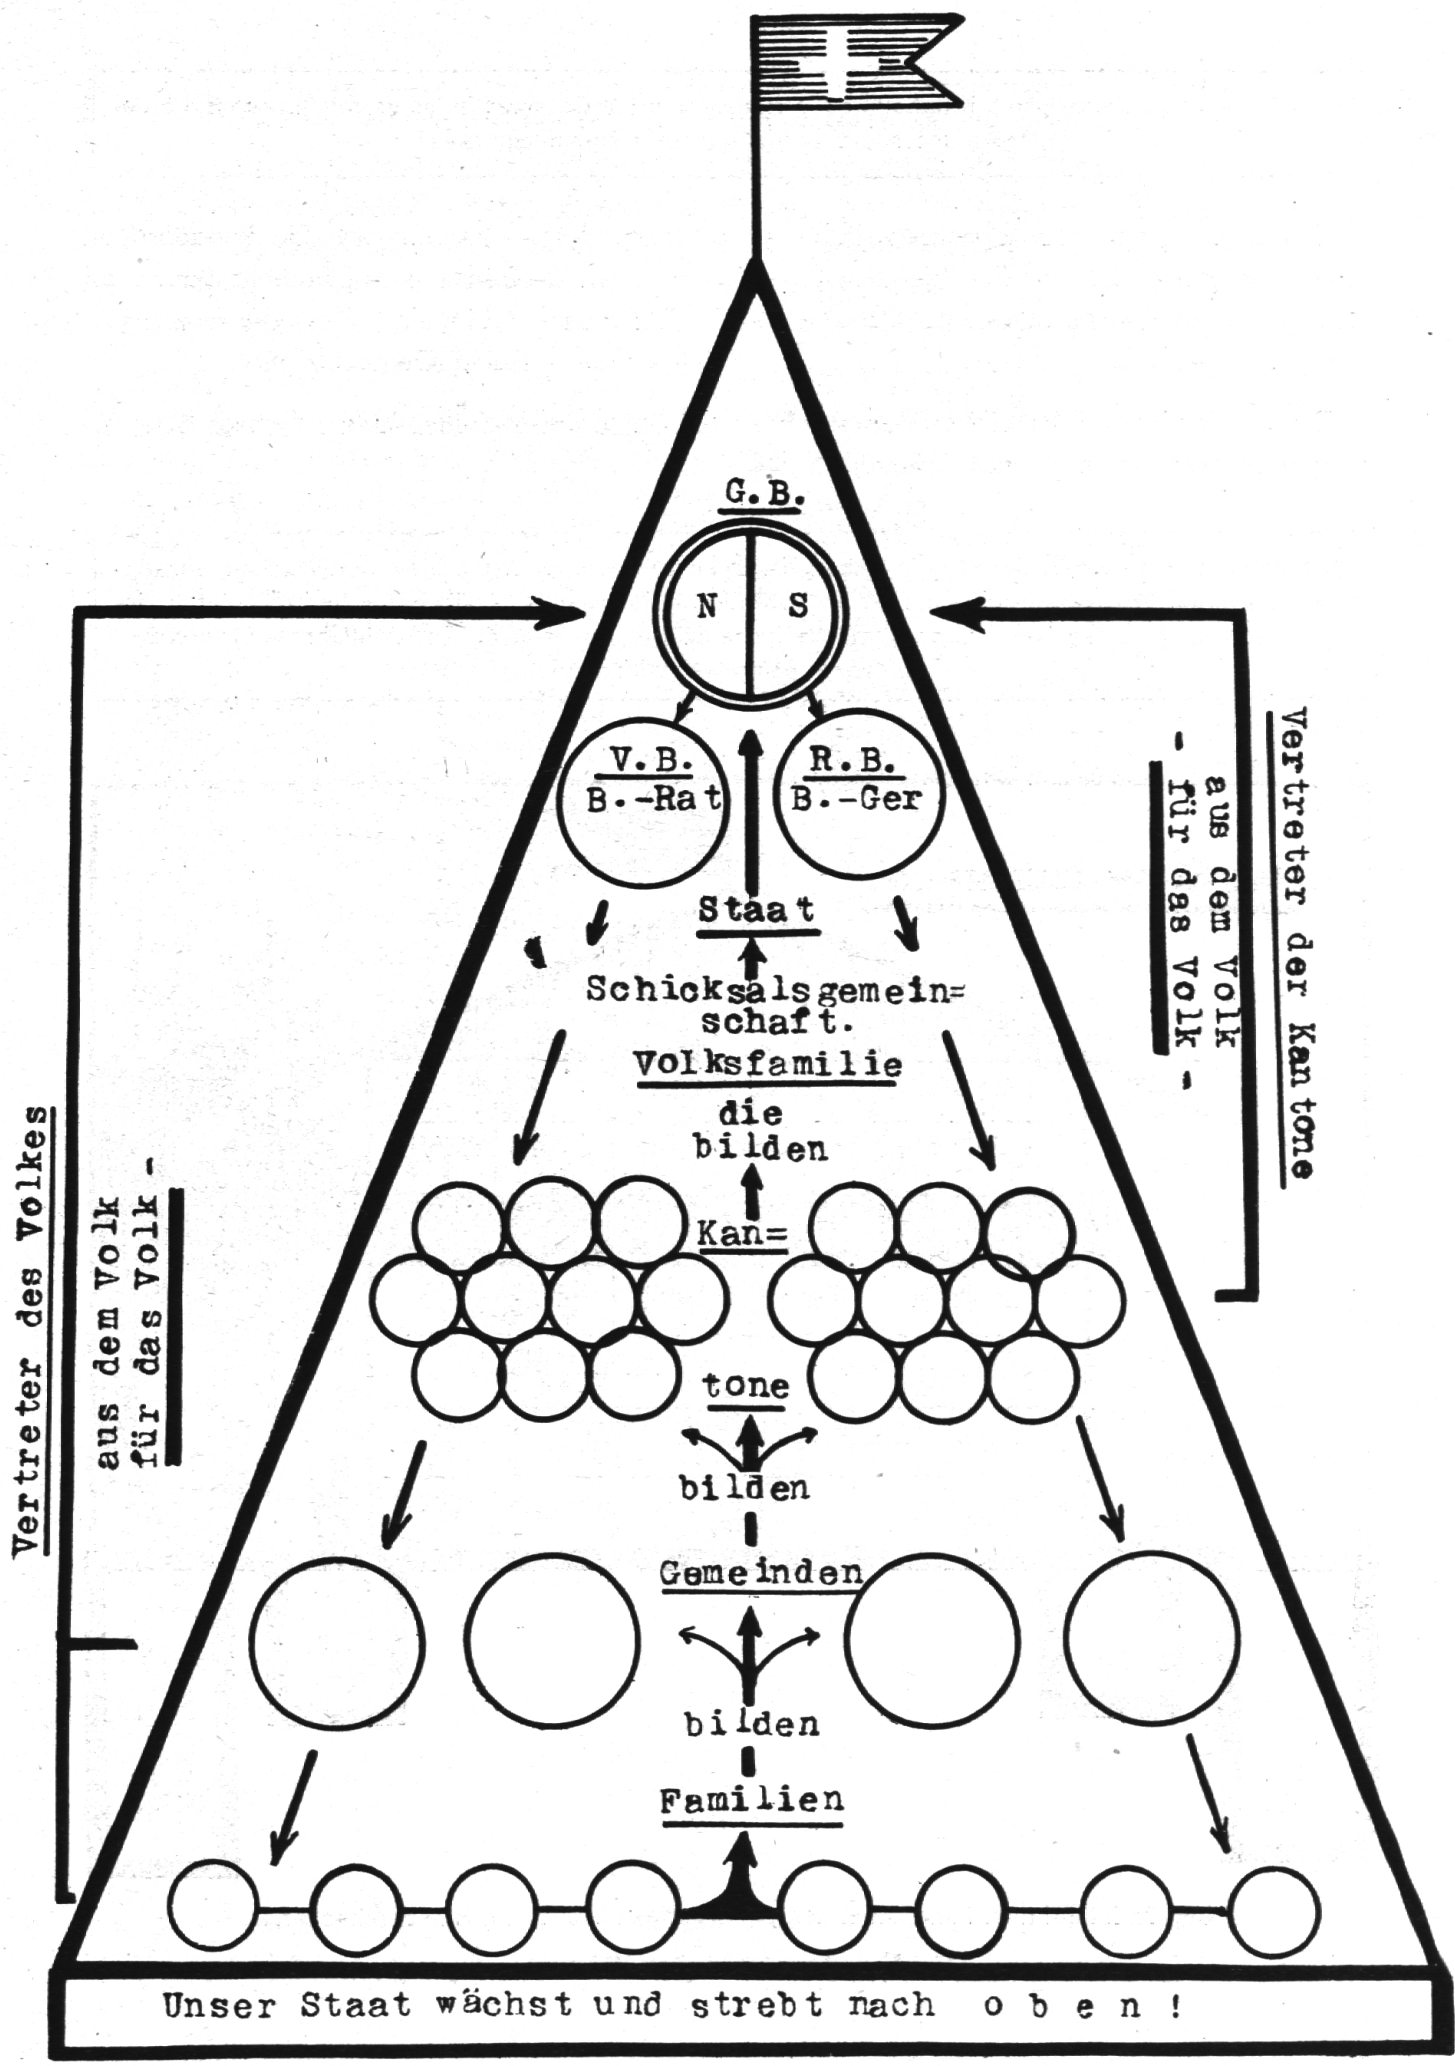 G.B.
N S
V.B.
B.-Rat
R.B.
B.-Ger
Staat
Schicksalsgemein=
schaft.
Volksfamilie
die
bilden
Kan=
tone
bilden
Gemeinden
bilden
Familien
Unser Staat wächst und strebt nach o b e n !
Vertreter des Volkes
aus dem Volk
für das Volk -
Vertreter der Kantone
aus dem Volk
- für das Volk -